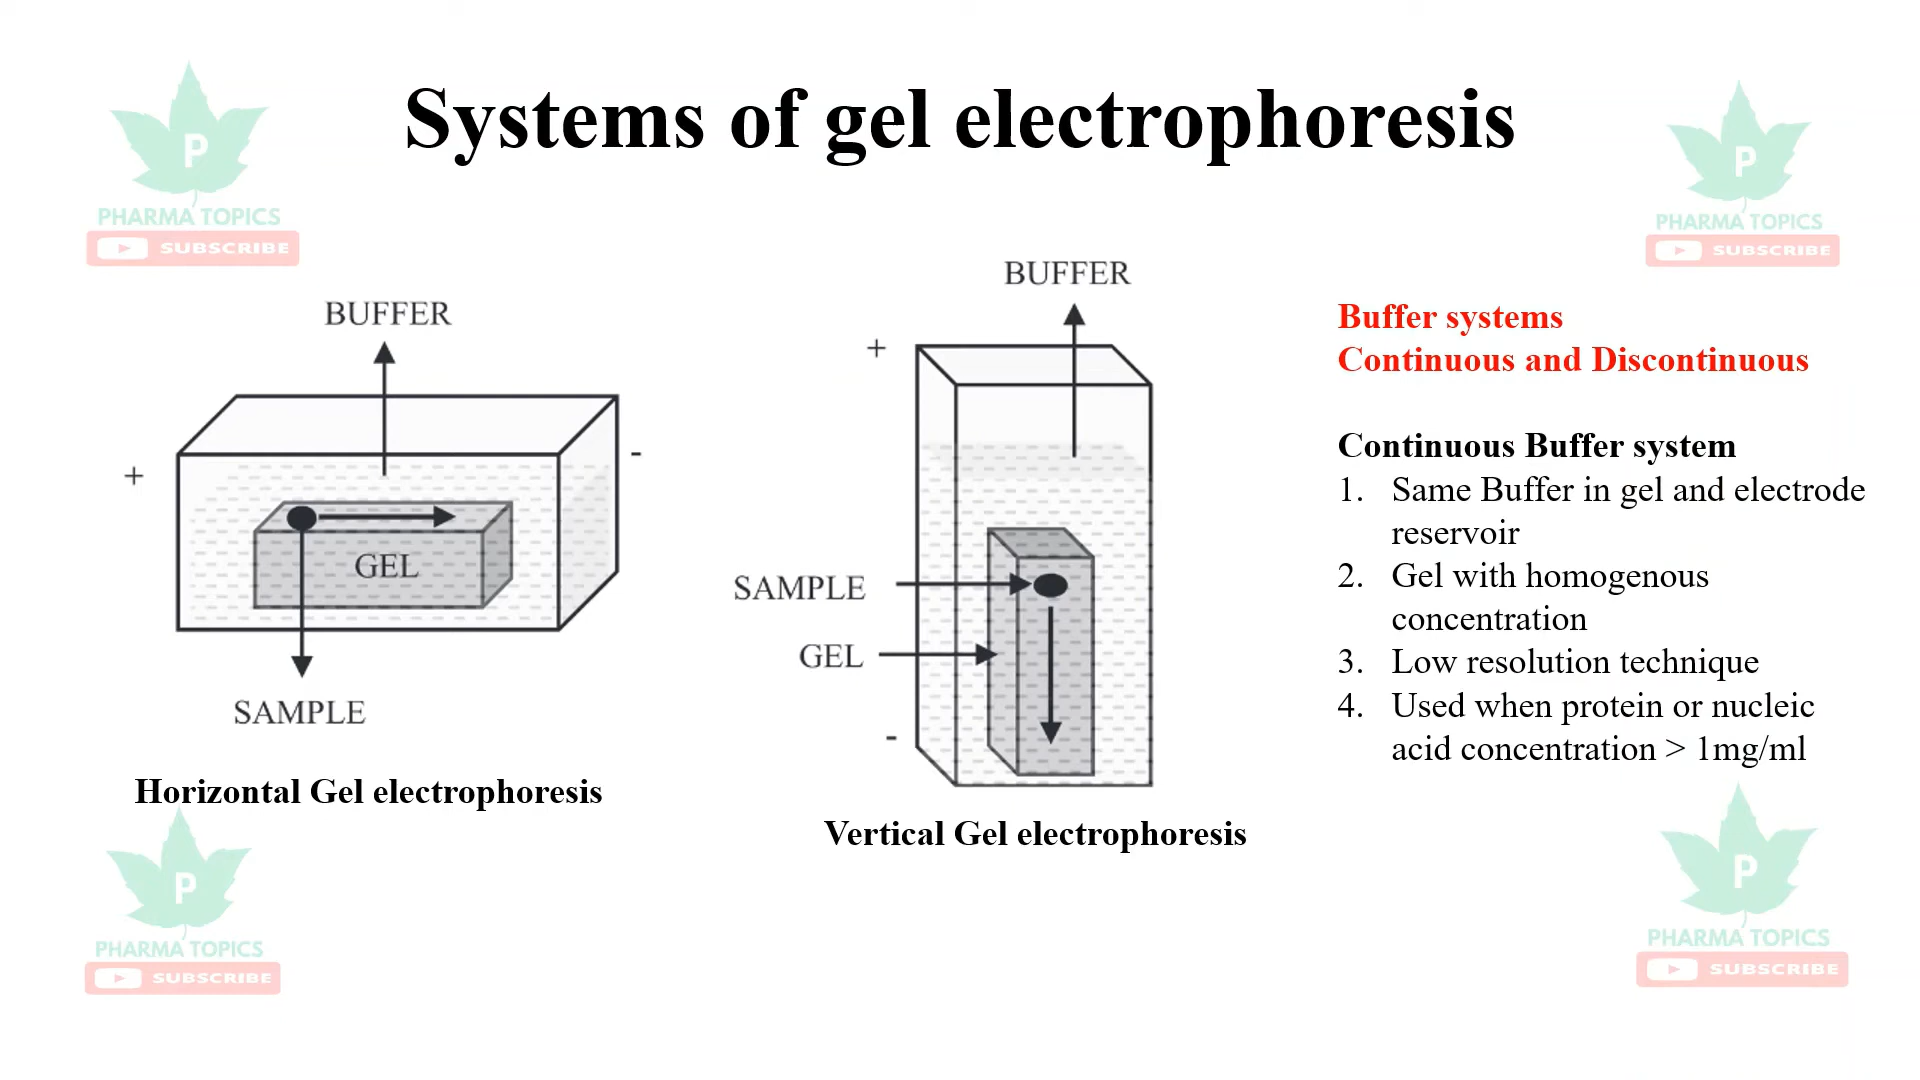 Systems of gel electrophoresis
P
PHARMA TOPICS
SUBSCRIBE
P
PHARMA TOPICS
SUBSCRIBE
BUFFER
+
-
GEL
SAMPLE
Horizontal Gel electrophoresis
BUFFER
+
SAMPLE
GEL
-
Vertical Gel electrophoresis
Buffer systems
Continuous and Discontinuous
Continuous Buffer system
1. Same Buffer in gel and electrode
reservoir
2. Gel with homogenous
concentration
3. Low resolution technique
4. Used when protein or nucleic
acid concentration > 1mg/ml
P
PHARMA TOPICS
SUBSCRIBE
P
PHARMA TOPICS
SUBSCRIBE